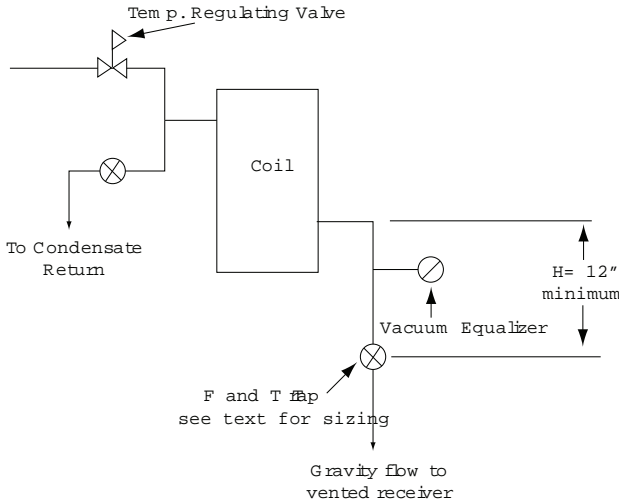 Temp. Regulating Valve
Coil
To Condensate
Return
H= 12"
minimum
Vacuum Equalizer
F and T
see text for sizing
Gravity flow to
vented receiver